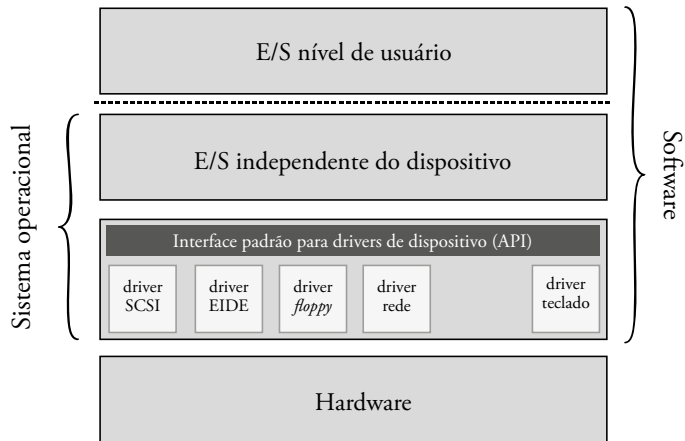 E/S nível de usuário
Sistema operacional
Software
E/S independente do dispositivo
Interface padrão para drivers de dispositivo (API)
driver
SCSI
driver
EIDE
driver
floppy
driver
rede
driver
teclado
Hardware